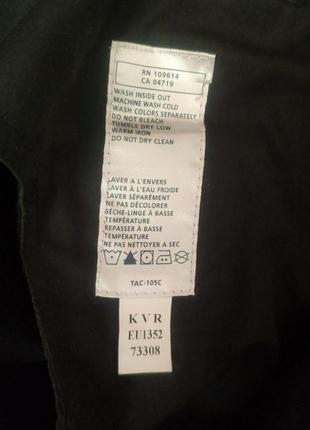 RN 109614
CA 04719
WASH INSIDE OUT
MACHINE WASH COLD
WASH COLORS SEPARATELY
DO NOT BLEACH
TUMBLE DRY LOW
WARM IRON
DO NOT DRY CLEAN
LAVER A L'ENVERS
LAVER À L'EAU FROIDE
LAVER SÉPARÉMENT
NE PAS DÉCOLORER
SÈCHE-LINGE À BASSE
TEMPÉRATURE
REPASSER À BASSE
TEMPÉRATURE
NE PAS NETTOYER A SEC
TAC-105C
K V R
EU1352
73308